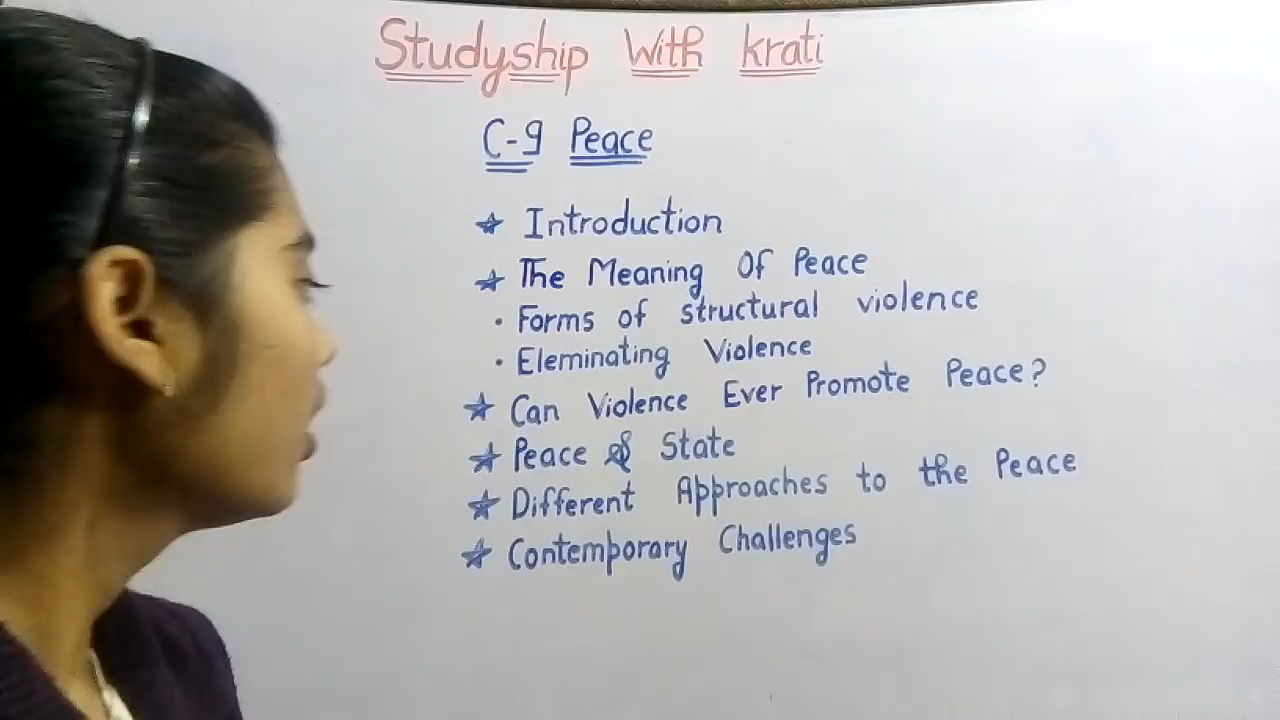 Studyship With krati
C-9 Peace
★ Introduction
★ The Meaning Of Peace
• Forms of structural violence
• Eleminating Violence
★ Can Violence Ever Promote Peace?
★ Peace & State
★ Different Approaches to the Peace
★ Contemporary Challenges